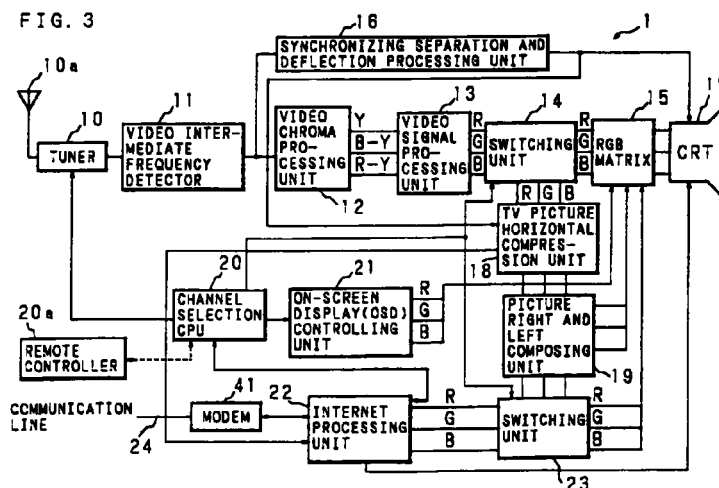 FIG. 3
16
SYNCHRONIZING SEPARATION AND
DEFLECTION PROCESSING UNIT
1
10a
10
TUNER
11
VIDEO INTER-
MEDIATE
FREQUENCY
DETECTOR
VIDEO
CHROMA
PRO-
CESSING
UNIT
12
Y
B-Y
R-Y
13
VIDEO
SIGNAL
PRO-
CESSING
UNIT
R
G
B
14
SWITCHING
UNIT
R
G
B
15
RGB
MATRIX
CRT
R G B
TV PICTURE
HORIZONTAL
COMPRES-
SION UNIT
18
20
CHANNEL
SELECTION
CPU
21
ON-SCREEN
DISPLAY(OSD)
CONTROLLING
UNIT
R
G
B
PICTURE
RIGHT AND
LEFT
COMPOSING
UNIT
19
20a
REMOTE
CONTROLLER
COMMUNICATION
LINE
24
41
MODEM
22
INTERNET
PROCESSING
UNIT
R
G
B
SWITCHING
UNIT
23
R
G
B